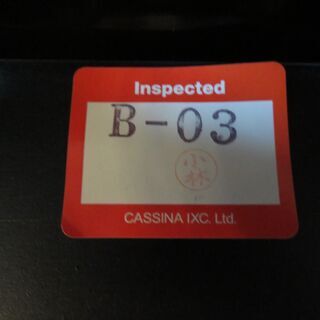 Inspected
B-03
小林
CASSINA IXC. Ltd.